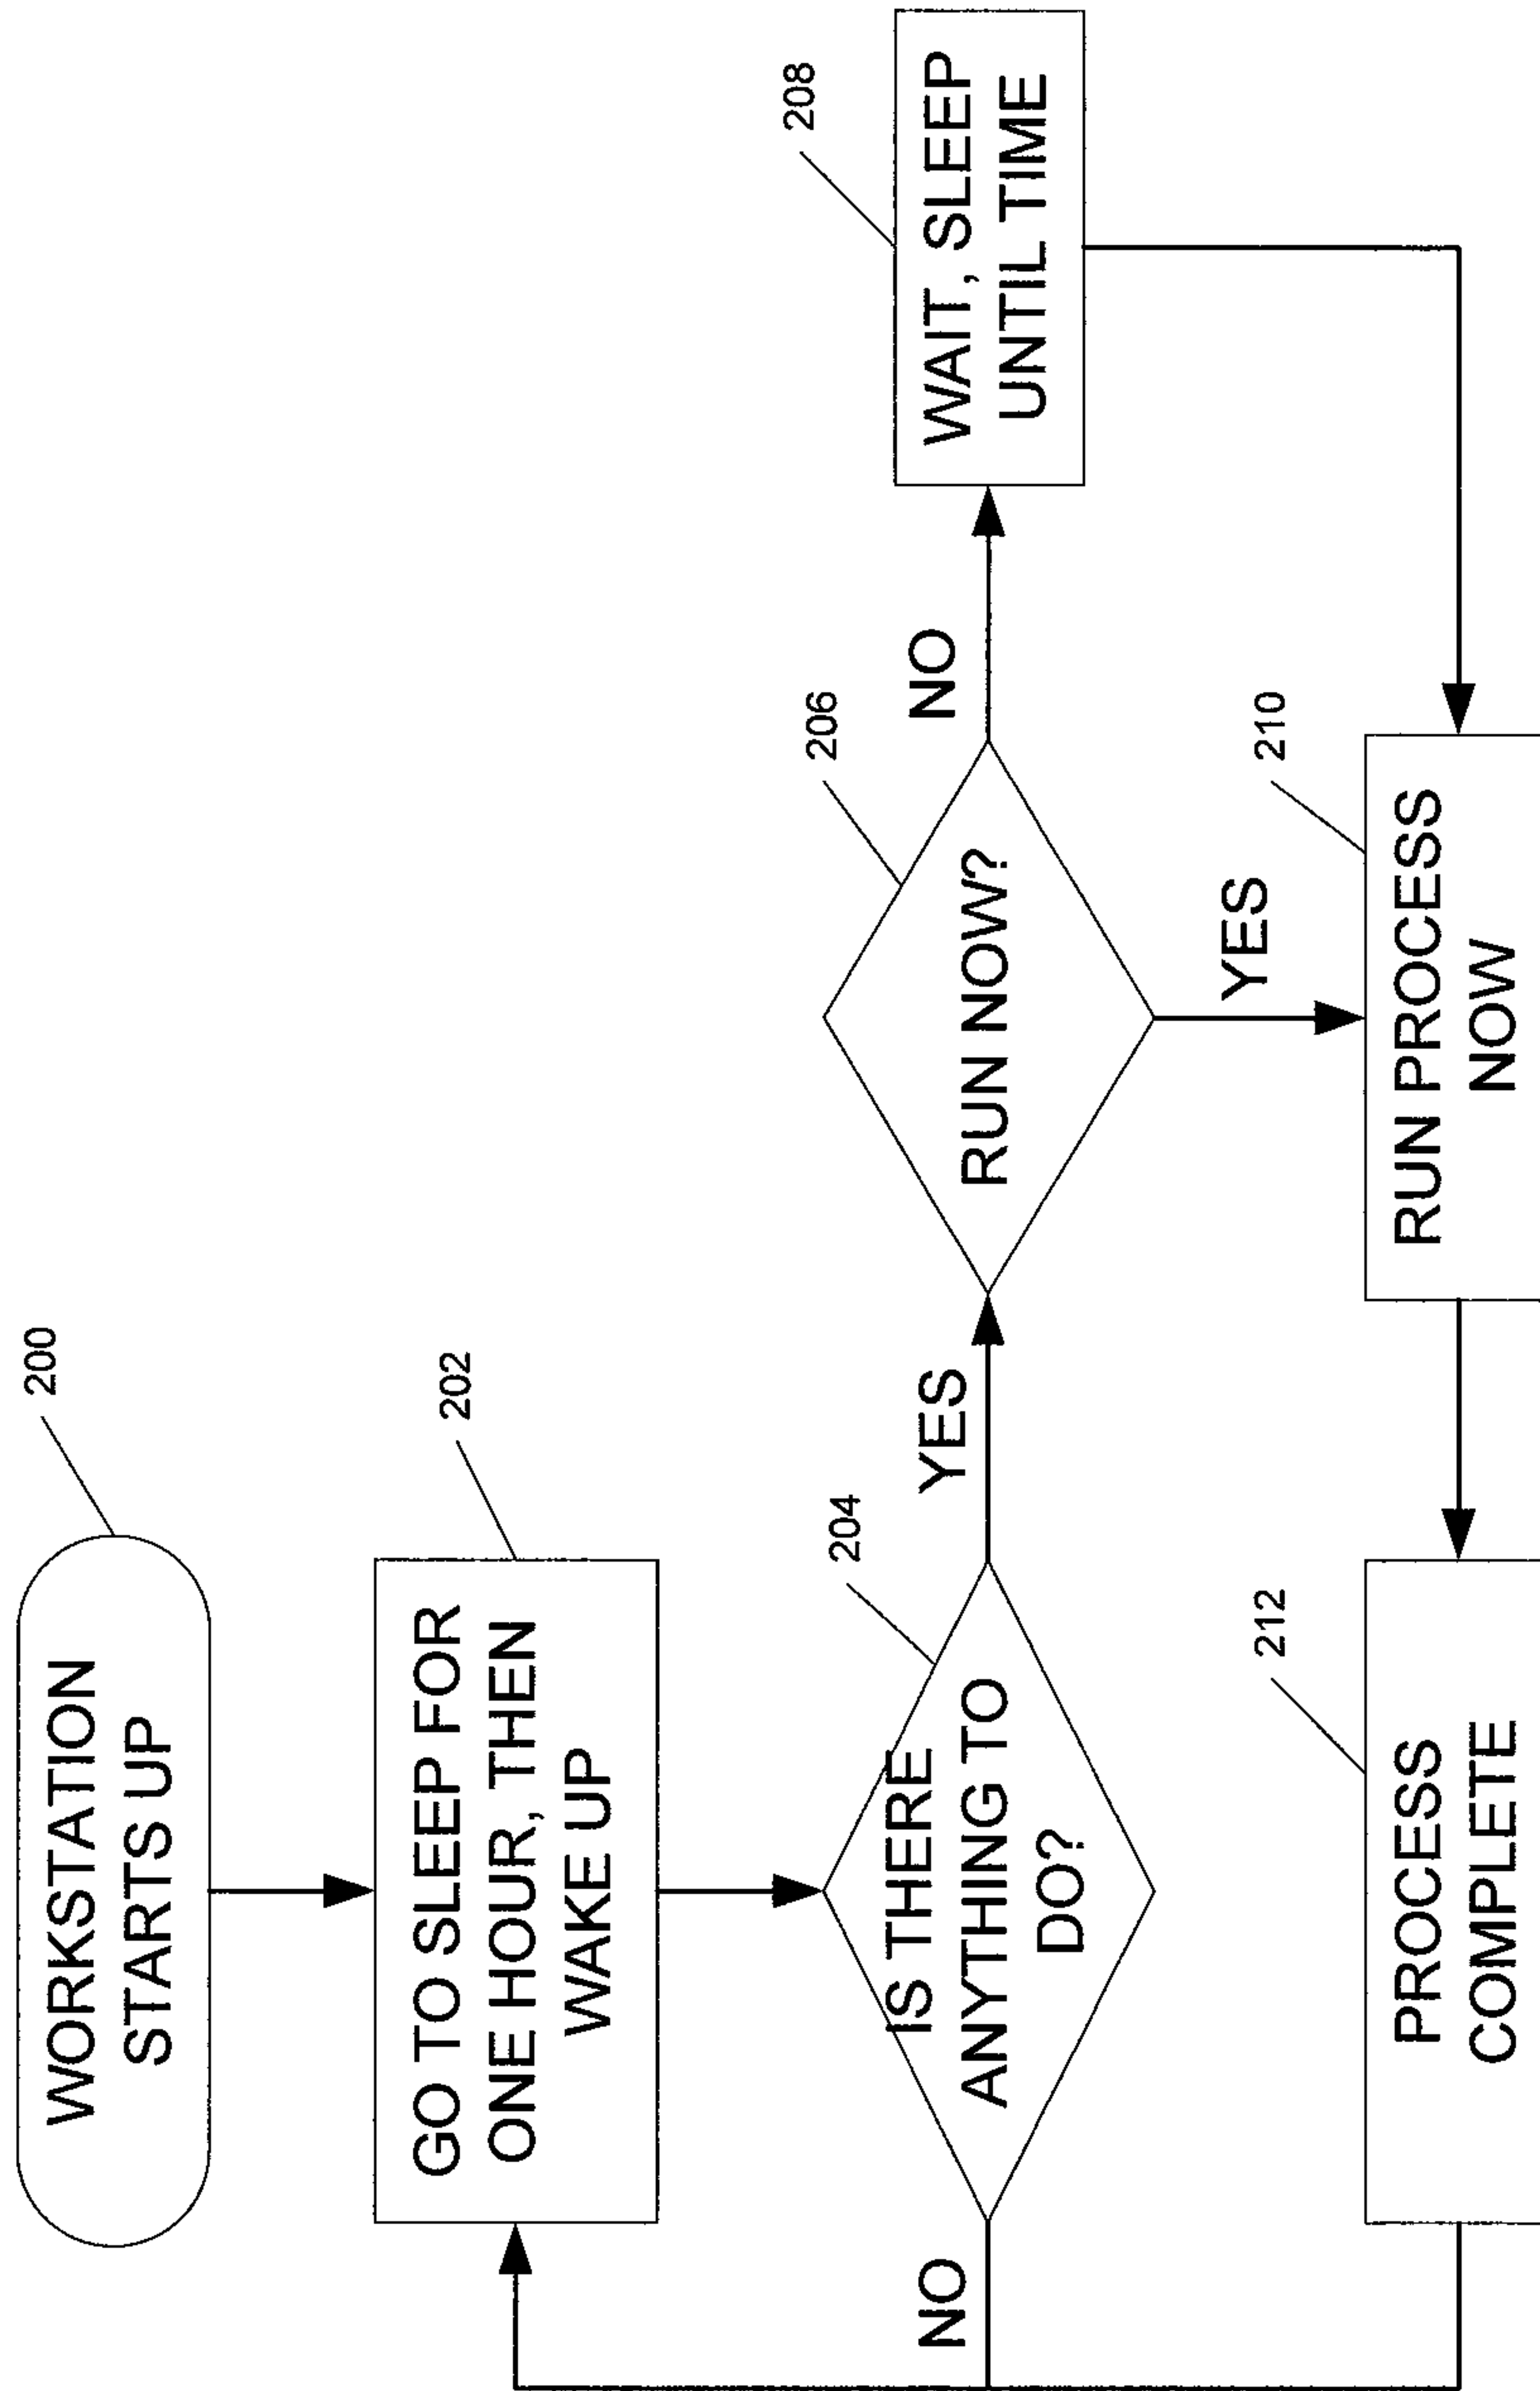 WORKSTATION
STARTS UP
200
GO TO SLEEP FOR
ONE HOUR, THEN
WAKE UP
202
IS THERE
ANYTHING TO
DO?
204
NO
YES
RUN NOW?
206
NO
YES
WAIT, SLEEP
UNTIL TIME
208
RUN PROCESS
NOW
210
PROCESS
COMPLETE
212